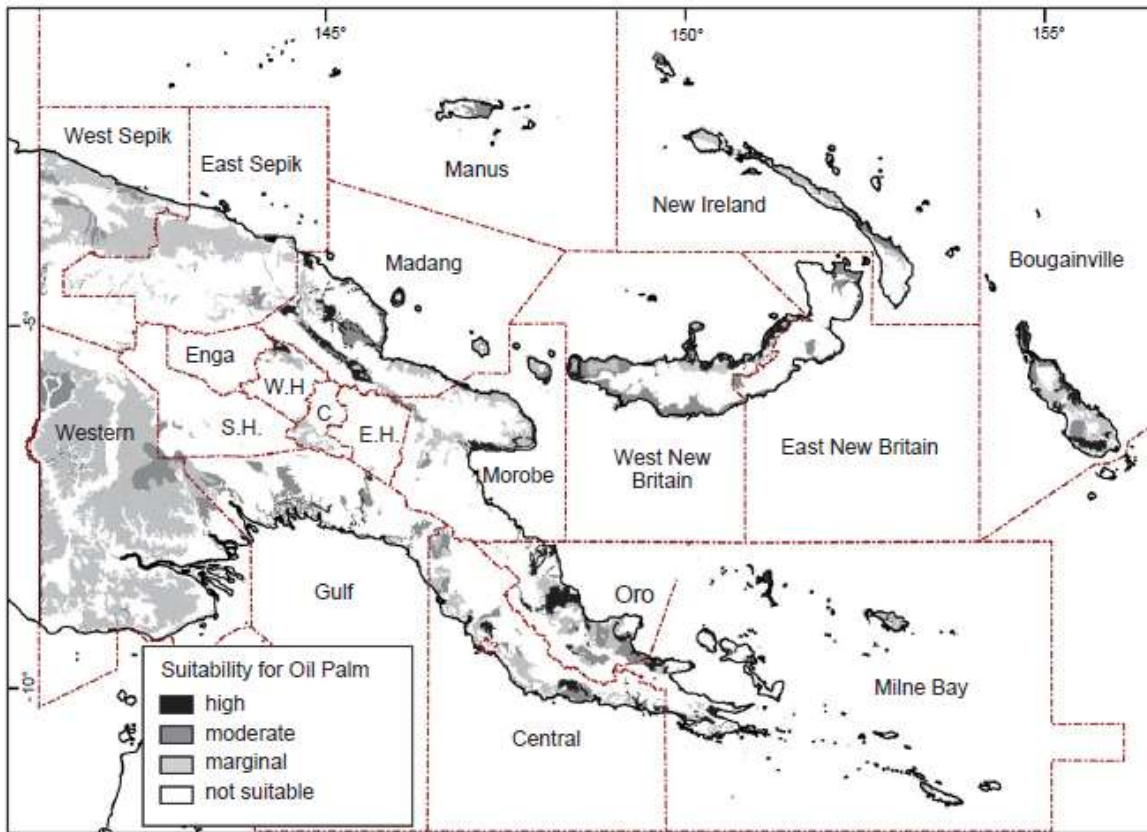 145°
150°
155°
West Sepik
East Sepik
Manus
New Ireland
Madang
Bougainville
-5°
Enga
W.H.
C
Western
S.H.
E.H.
Morobe
West New
Britain
East New Britain
Gulf
Oro
Suitability for Oil Palm
high
moderate
marginal
not suitable
-10°
Central
Milne Bay